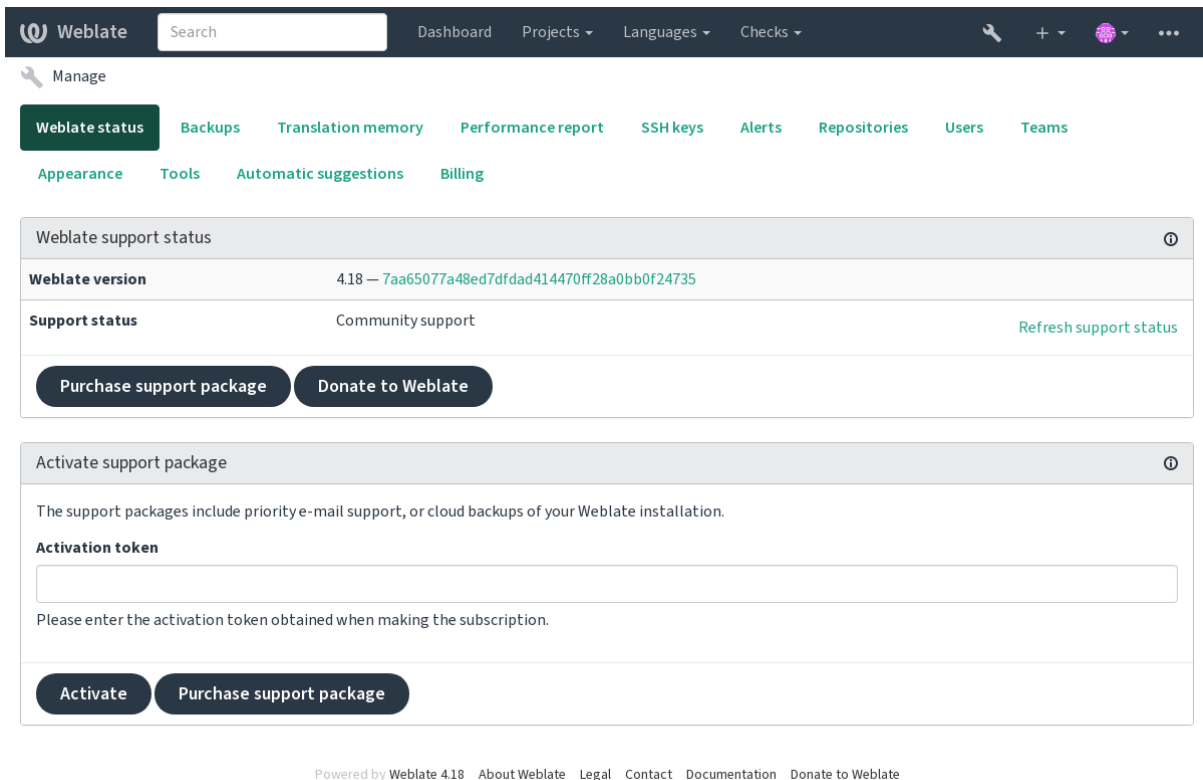 Weblate Search Dashboard Projects Languages Checks
Manage
Weblate status Backups Translation memory Performance report SSH keys Alerts Repositories Users Teams
Appearance Tools Automatic suggestions Billing
Weblate support status
Weblate version 4.18 — 7aa65077a48ed7dfdad414470ff28a0bb0f24735
Support status Community support Refresh support status
Purchase support package Donate to Weblate
Activate support package
The support packages include priority e-mail support, or cloud backups of your Weblate installation.
Activation token
Please enter the activation token obtained when making the subscription.
Activate Purchase support package
Powered by Weblate 4.18 About Weblate Legal Contact Documentation Donate to Weblate